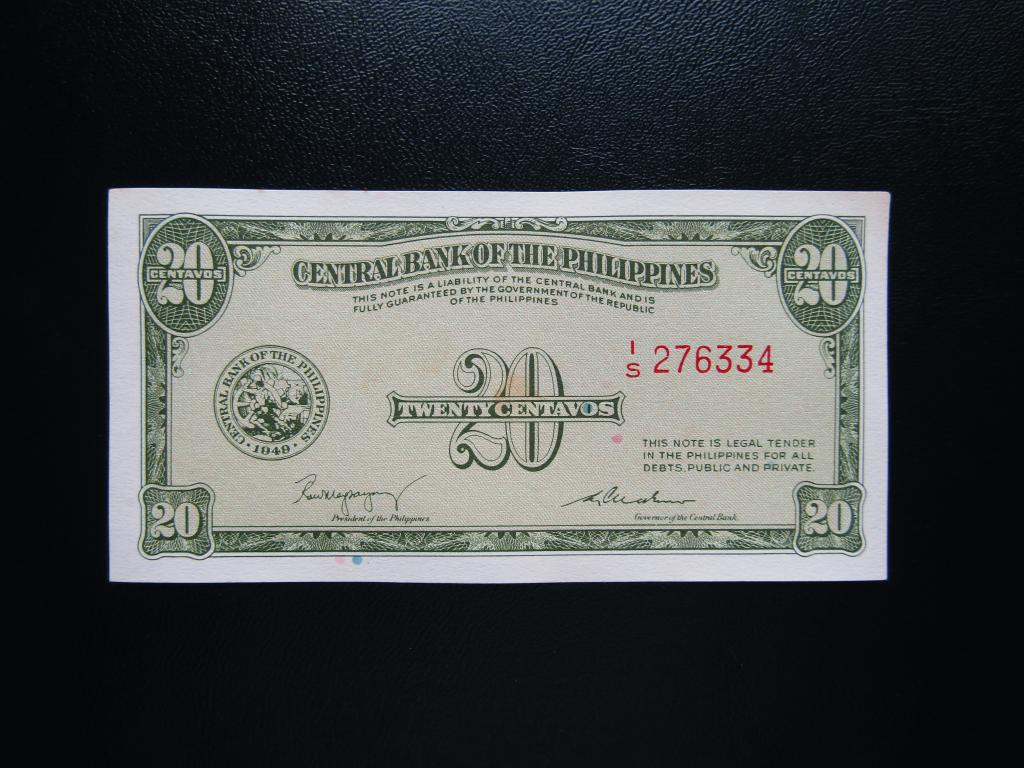 20 CENTAVOS
20 CENTAVOS
CENTRAL BANK OF THE PHILIPPINES
THIS NOTE IS A LIABILITY OF THE CENTRAL BANK AND IS
FULLY GUARANTEED BY THE GOVERNMENT OF THE REPUBLIC
OF THE PHILIPPINES
I/S 276334
CENTRAL BANK OF THE PHILIPPINES
· 1949 ·
20
TWENTY CENTAVOS
THIS NOTE IS LEGAL TENDER
IN THE PHILIPPINES FOR ALL
DEBTS, PUBLIC AND PRIVATE.
President of the Philippines
Governor of the Central Bank.
20
20